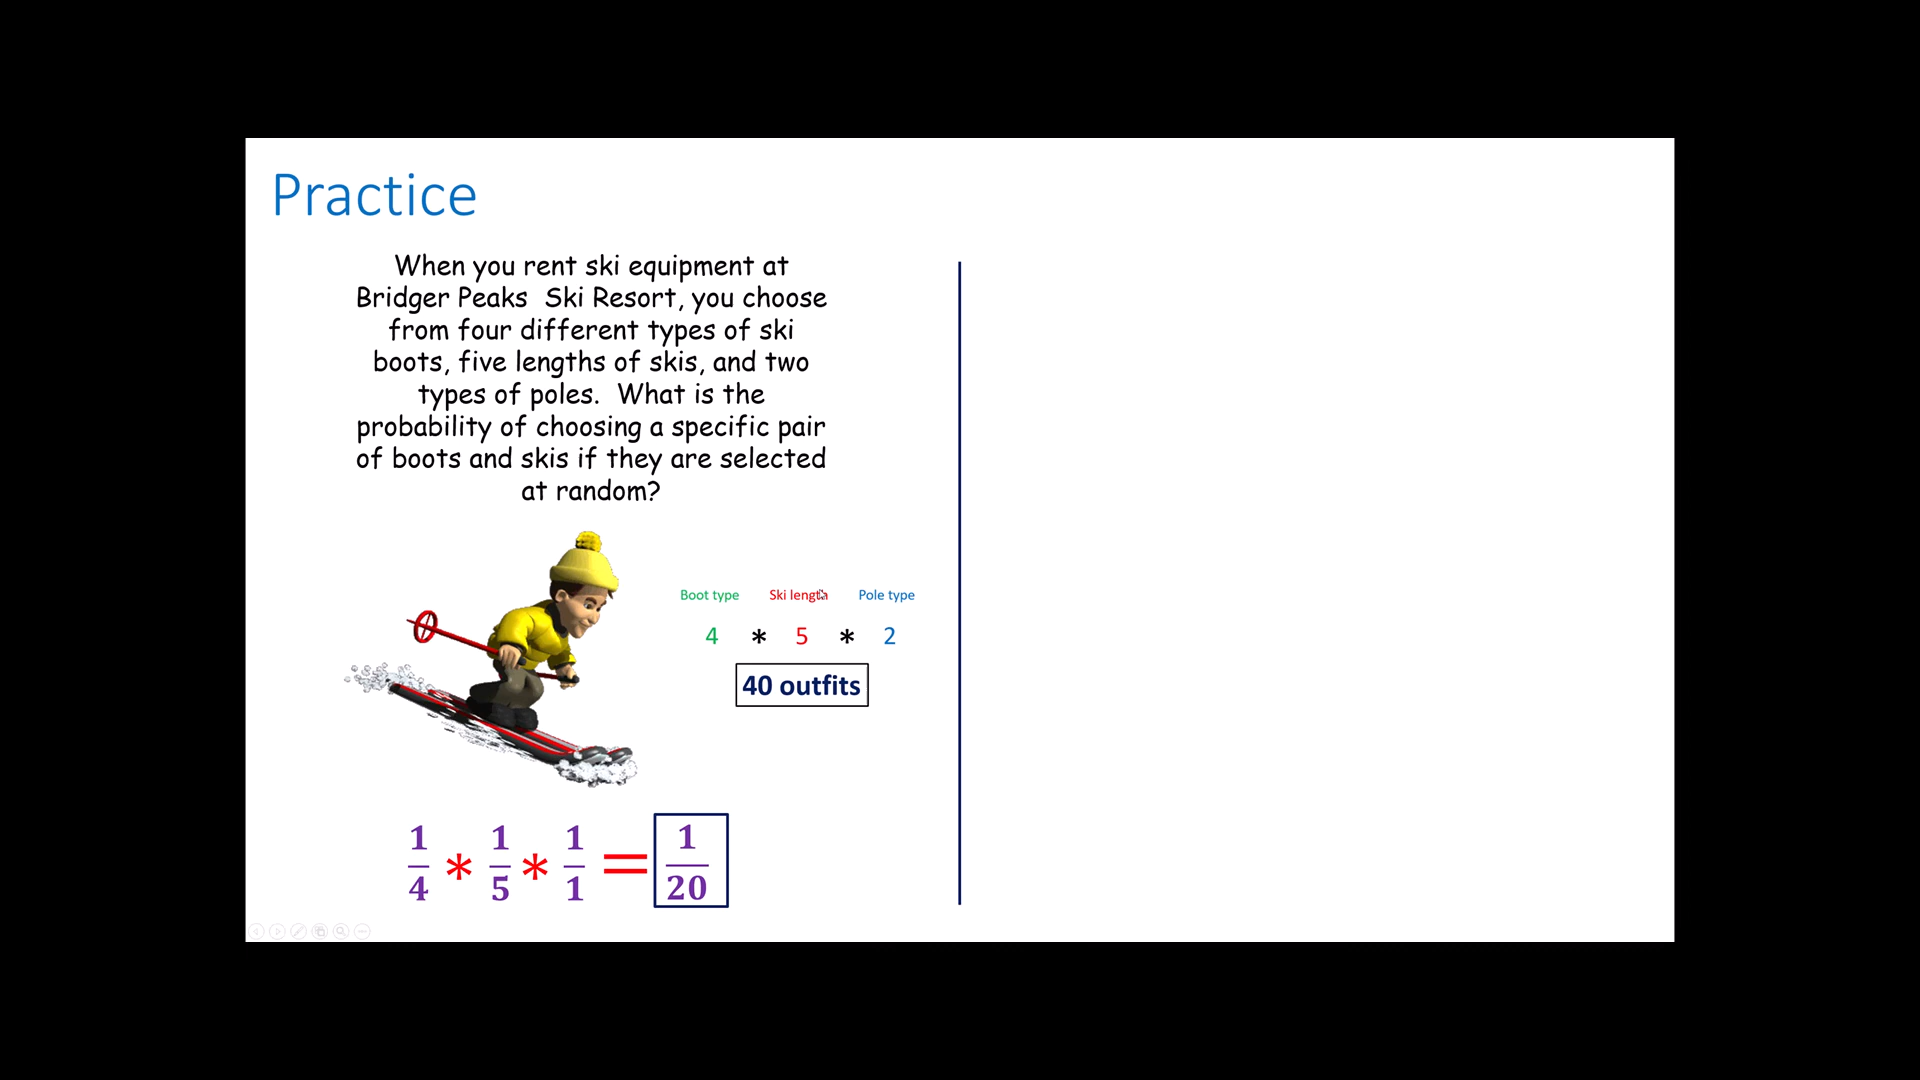 Practice
When you rent ski equipment at
Bridger Peaks  Ski Resort, you choose
from four different types of ski
boots, five lengths of skis, and two
types of poles.  What is the
probability of choosing a specific pair
of boots and skis if they are selected
at random?
Boot type Ski length Pole type
4 * 5 * 2
40 outfits
1/4 * 1/5 * 1/1 = 1/20